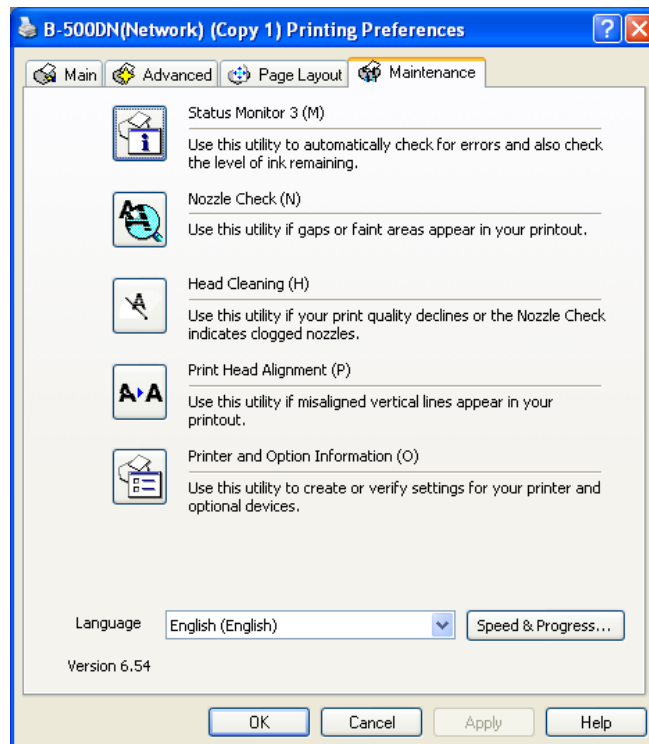 B-500DN(Network) (Copy 1) Printing Preferences
Main Advanced Page Layout Maintenance
Status Monitor 3 (M)
Use this utility to automatically check for errors and also check
the level of ink remaining.
Nozzle Check (N)
Use this utility if gaps or faint areas appear in your printout.
Head Cleaning (H)
Use this utility if your print quality declines or the Nozzle Check
indicates clogged nozzles.
Print Head Alignment (P)
A A
Use this utility if misaligned vertical lines appear in your
printout.
Printer and Option Information (O)
Use this utility to create or verify settings for your printer and
optional devices.
Language English (English) Speed & Progress...
Version 6.54
OK Cancel Apply Help